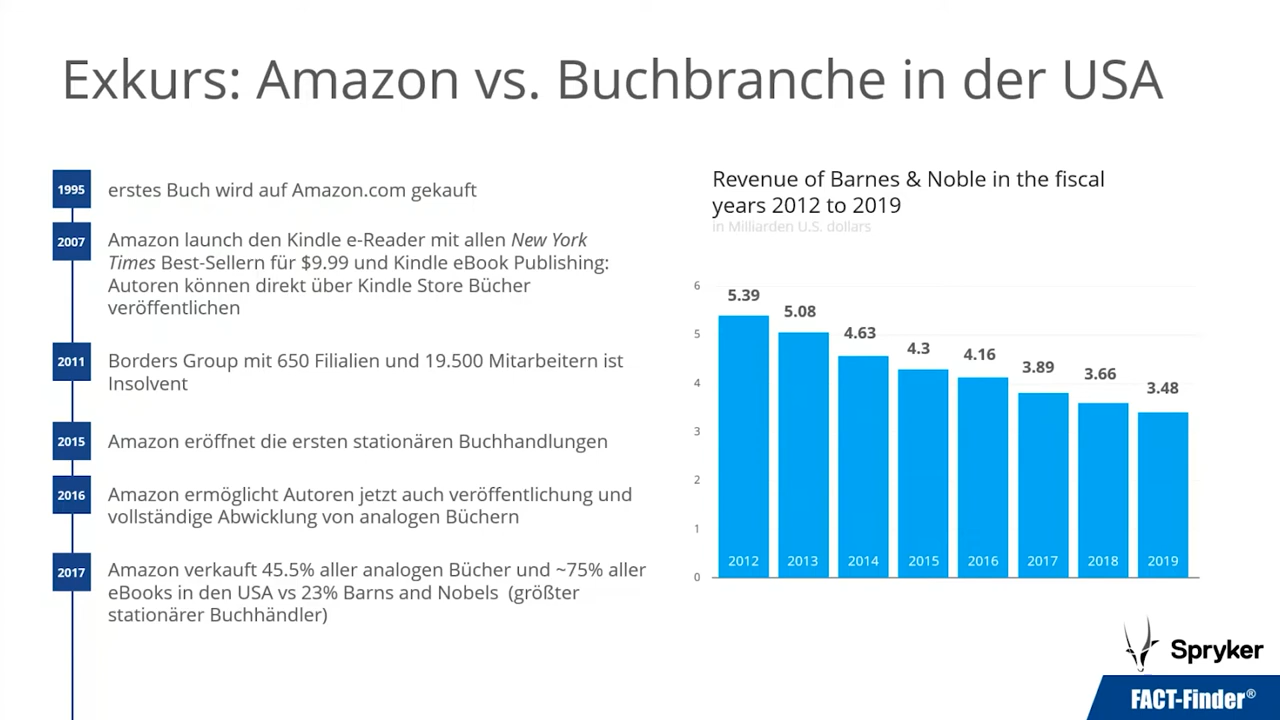 Exkurs: Amazon vs. Buchbranche in der USA
1995
erstes Buch wird auf Amazon.com gekauft
2007
Amazon launch den Kindle e-Reader mit allen New York
Times Best-Sellern für $9.99 und Kindle eBook Publishing:
Autoren können direkt über Kindle Store Bücher
veröffentlichen
2011
Borders Group mit 650 Filialien und 19.500 Mitarbeitern ist
Insolvent
2015
Amazon eröffnet die ersten stationären Buchhandlungen
2016
Amazon ermöglicht Autoren jetzt auch veröffentlichung und
vollständige Abwicklung von analogen Büchern
2017
Amazon verkauft 45.5% aller analogen Bücher und ~75% aller
eBooks in den USA vs 23% Barns and Nobels (größter
stationärer Buchhändler)
Revenue of Barnes & Noble in the fiscal
years 2012 to 2019
in Milliarden U.S. dollars
6
5
4
3
2
1
0
5.39
5.08
4.63
4.3
4.16
3.89
3.66
3.48
2012 2013 2014 2015 2016 2017 2018 2019
Spryker
FACT-Finder®